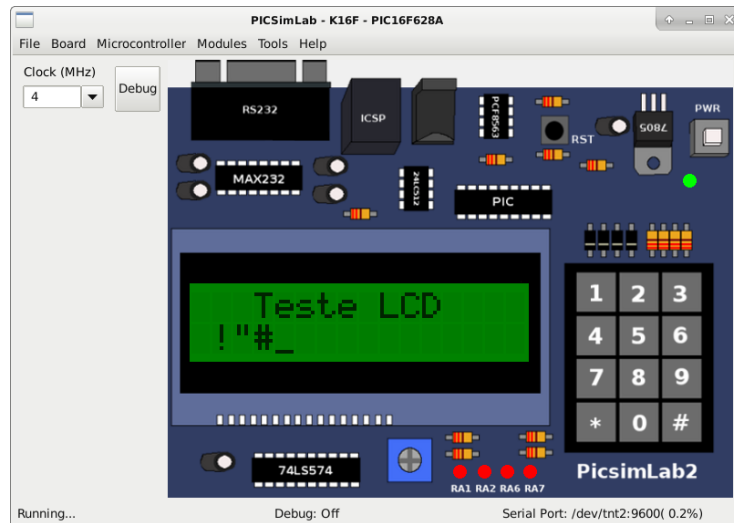 PICSimLab - K16F - PIC16F628A
File Board Microcontroller Modules Tools Help
Clock (MHz)
4
Debug
RS232
ICSP
PCF8563
RST
7805
PWR
MAX232
24LC512
PIC
Teste LCD
!"#_
1 2 3
4 5 6
7 8 9
* 0 #
74LS574
RA1 RA2 RA6 RA7
PicsimLab2
Running...
Debug: Off
Serial Port: /dev/tnt2:9600( 0.2%)